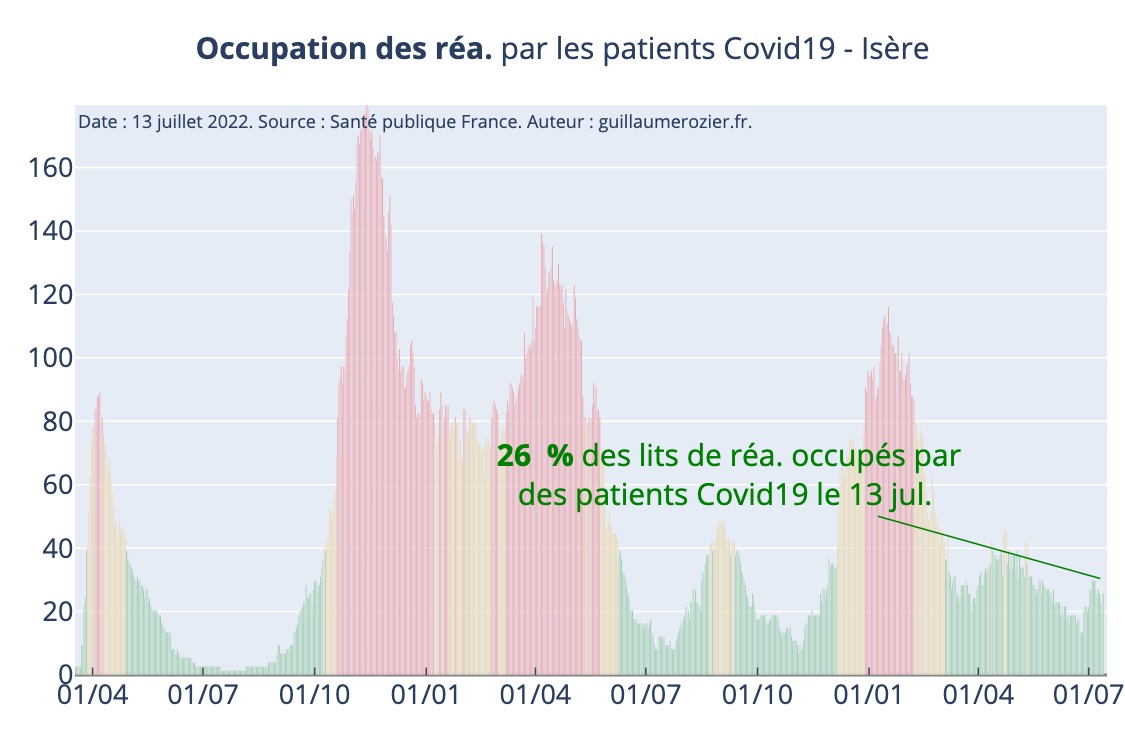 Occupation des réa. par les patients Covid19 - Isère
Date : 13 juillet 2022. Source : Santé publique France. Auteur : guillaumerozier.fr.
160
140
120
100
80
26 % des lits de réa. occupés par
des patients Covid19 le 13 jul.
60
40
20
0
01/04 01/07 01/10 01/01 01/04 01/07 01/10 01/01 01/04 01/07